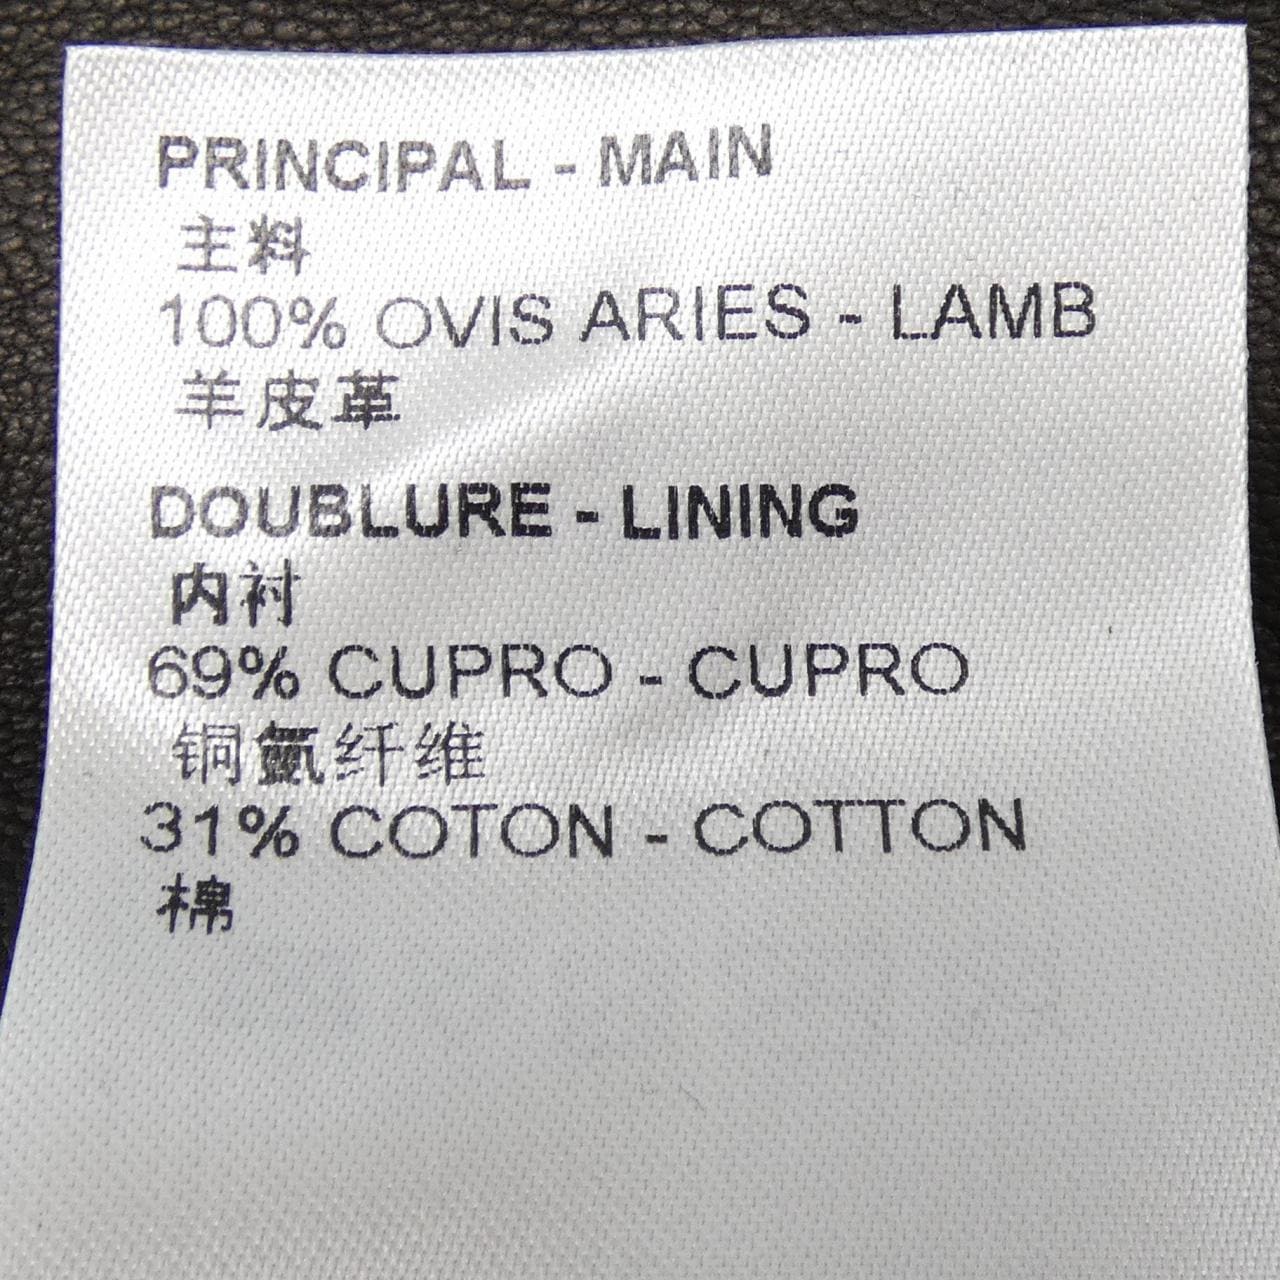 PRINCIPAL - MAIN
主料
100% OVIS ARIES - LAMB
羊皮革
DOUBLURE - LINING
内衬
69% CUPRO - CUPRO
铜氨纤维
31% COTON - COTTON
棉